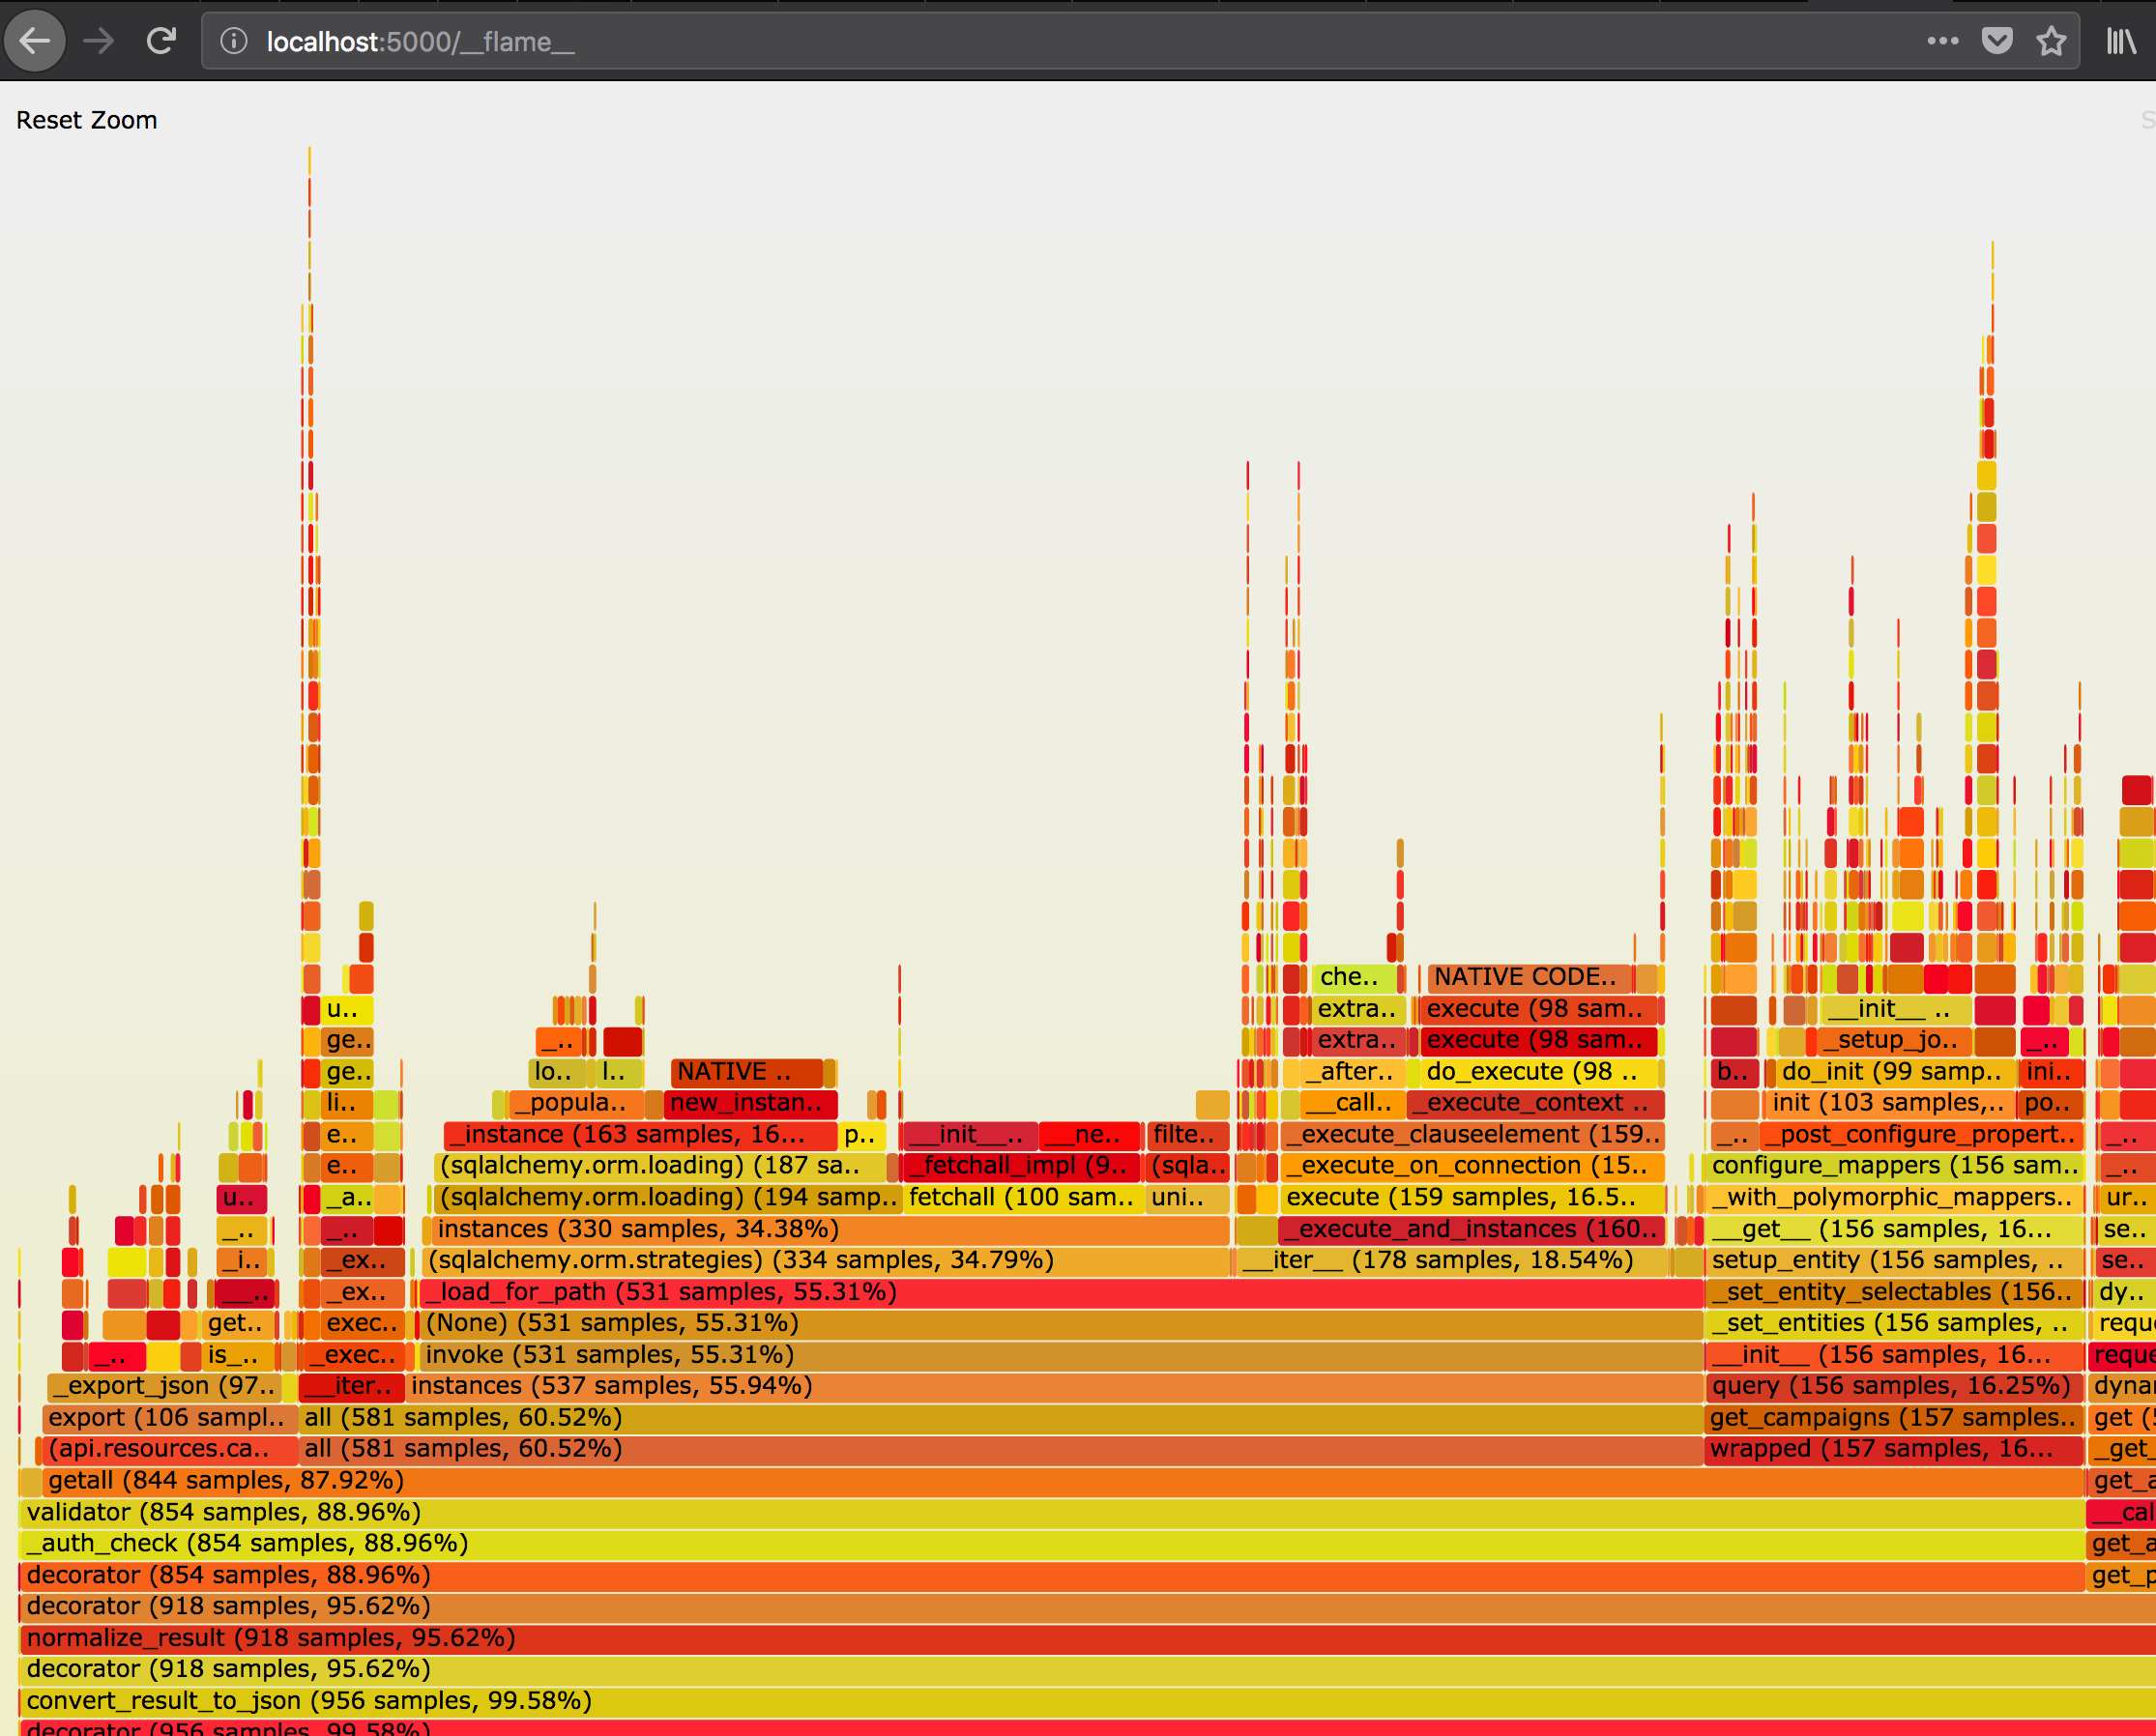 localhost:5000/__flame__
Reset Zoom
che.. NATIVE CODE..
u.. extra.. execute (98 sam.. __init__ ..
ge.. _.. extra.. execute (98 sam.. _setup_jo.. _..
ge.. lo.. l.. NATIVE .. _after.. do_execute (98 .. b.. do_init (99 samp.. ini..
li.. _popula.. new_instan.. __call.. _execute_context .. init (103 samples,.. po..
e.. _instance (163 samples, 16... p.. __init__.. __ne.. filte.. _execute_clauseelement (159.. _.. _post_configure_propert.. _..
e.. (sqlalchemy.orm.loading) (187 sa.. _fetchall_impl (9.. (sqla.. _execute_on_connection (15.. configure_mappers (156 sam.. _..
u.. _a.. (sqlalchemy.orm.loading) (194 samp.. fetchall (100 sam.. uni.. execute (159 samples, 16.5.. _with_polymorphic_mappers.. ur..
_.. _.. instances (330 samples, 34.38%) _execute_and_instances (160.. __get__ (156 samples, 16... se..
_i.. _ex.. (sqlalchemy.orm.strategies) (334 samples, 34.79%) __iter__ (178 samples, 18.54%) setup_entity (156 samples, .. se..
__.. _ex.. _load_for_path (531 samples, 55.31%) _set_entity_selectables (156.. dy..
get.. exec.. (None) (531 samples, 55.31%) _set_entities (156 samples, .. requ
_.. is_.. _exec.. invoke (531 samples, 55.31%) __init__ (156 samples, 16... reque
_export_json (97.. __iter.. instances (537 samples, 55.94%) query (156 samples, 16.25%) dynar
export (106 sampl.. all (581 samples, 60.52%) get_campaigns (157 samples.. get (
(api.resources.ca.. all (581 samples, 60.52%) wrapped (157 samples, 16... _get_
getall (844 samples, 87.92%) get_a
validator (854 samples, 88.96%) __cal
_auth_check (854 samples, 88.96%) get_a
decorator (854 samples, 88.96%) get_p
decorator (918 samples, 95.62%)
normalize_result (918 samples, 95.62%)
decorator (918 samples, 95.62%)
convert_result_to_json (956 samples, 99.58%)
decorator (956 samples, 99.58%)